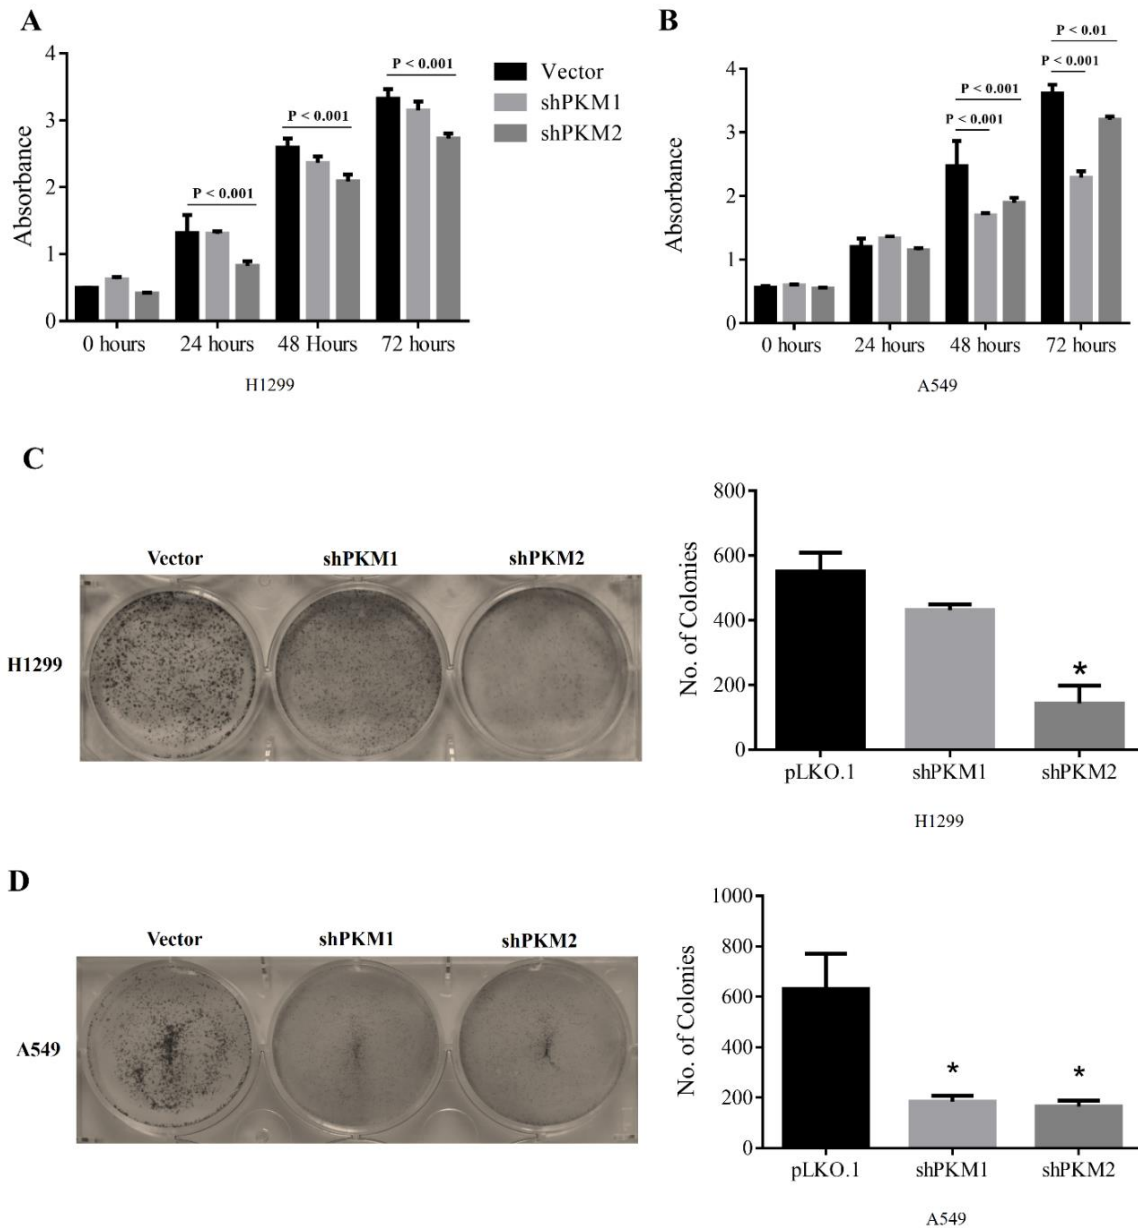 A
4
3
2
1
0
Absorbance
P < 0.001
P < 0.001
P < 0.001
0 hours 24 hours 48 Hours 72 hours
H1299
Vector
shPKM1
shPKM2
B
4
3
2
1
0
Absorbance
P < 0.01
P < 0.001
P < 0.001
P < 0.001
0 hours 24 hours 48 hours 72 hours
A549
C
Vector shPKM1 shPKM2
H1299
800
600
400
200
0
No. of Colonies
*
pLKO.1 shPKM1 shPKM2
H1299
D
Vector shPKM1 shPKM2
A549
1000
800
600
400
200
0
No. of Colonies
* *
pLKO.1 shPKM1 shPKM2
A549